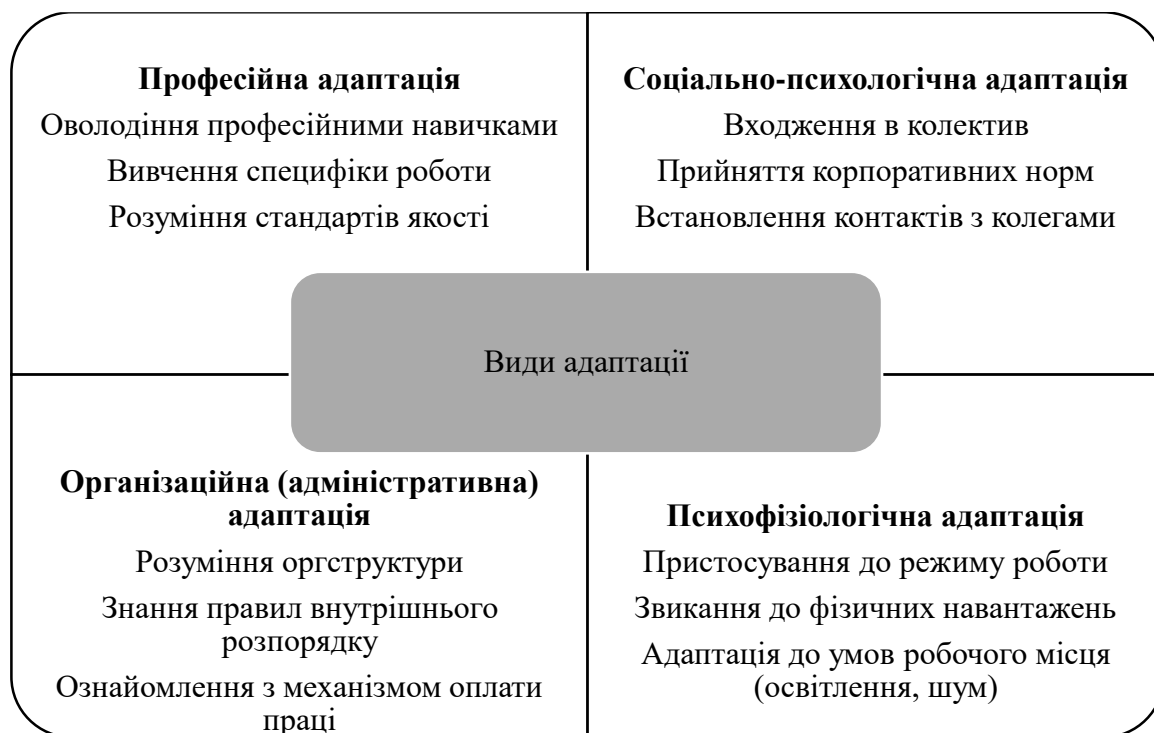 Професійна адаптація
Оволодіння професійними навичками
Вивчення специфіки роботи
Розуміння стандартів якості
Соціально-психологічна адаптація
Входження в колектив
Прийняття корпоративних норм
Встановлення контактів з колегами
Види адаптації
Організаційна (адміністративна)
адаптація
Розуміння оргструктури
Знання правил внутрішнього
розпорядку
Ознайомлення з механізмом оплати
праці
Психофізіологічна адаптація
Пристосування до режиму роботи
Звикання до фізичних навантажень
Адаптація до умов робочого місця
(освітлення, шум)